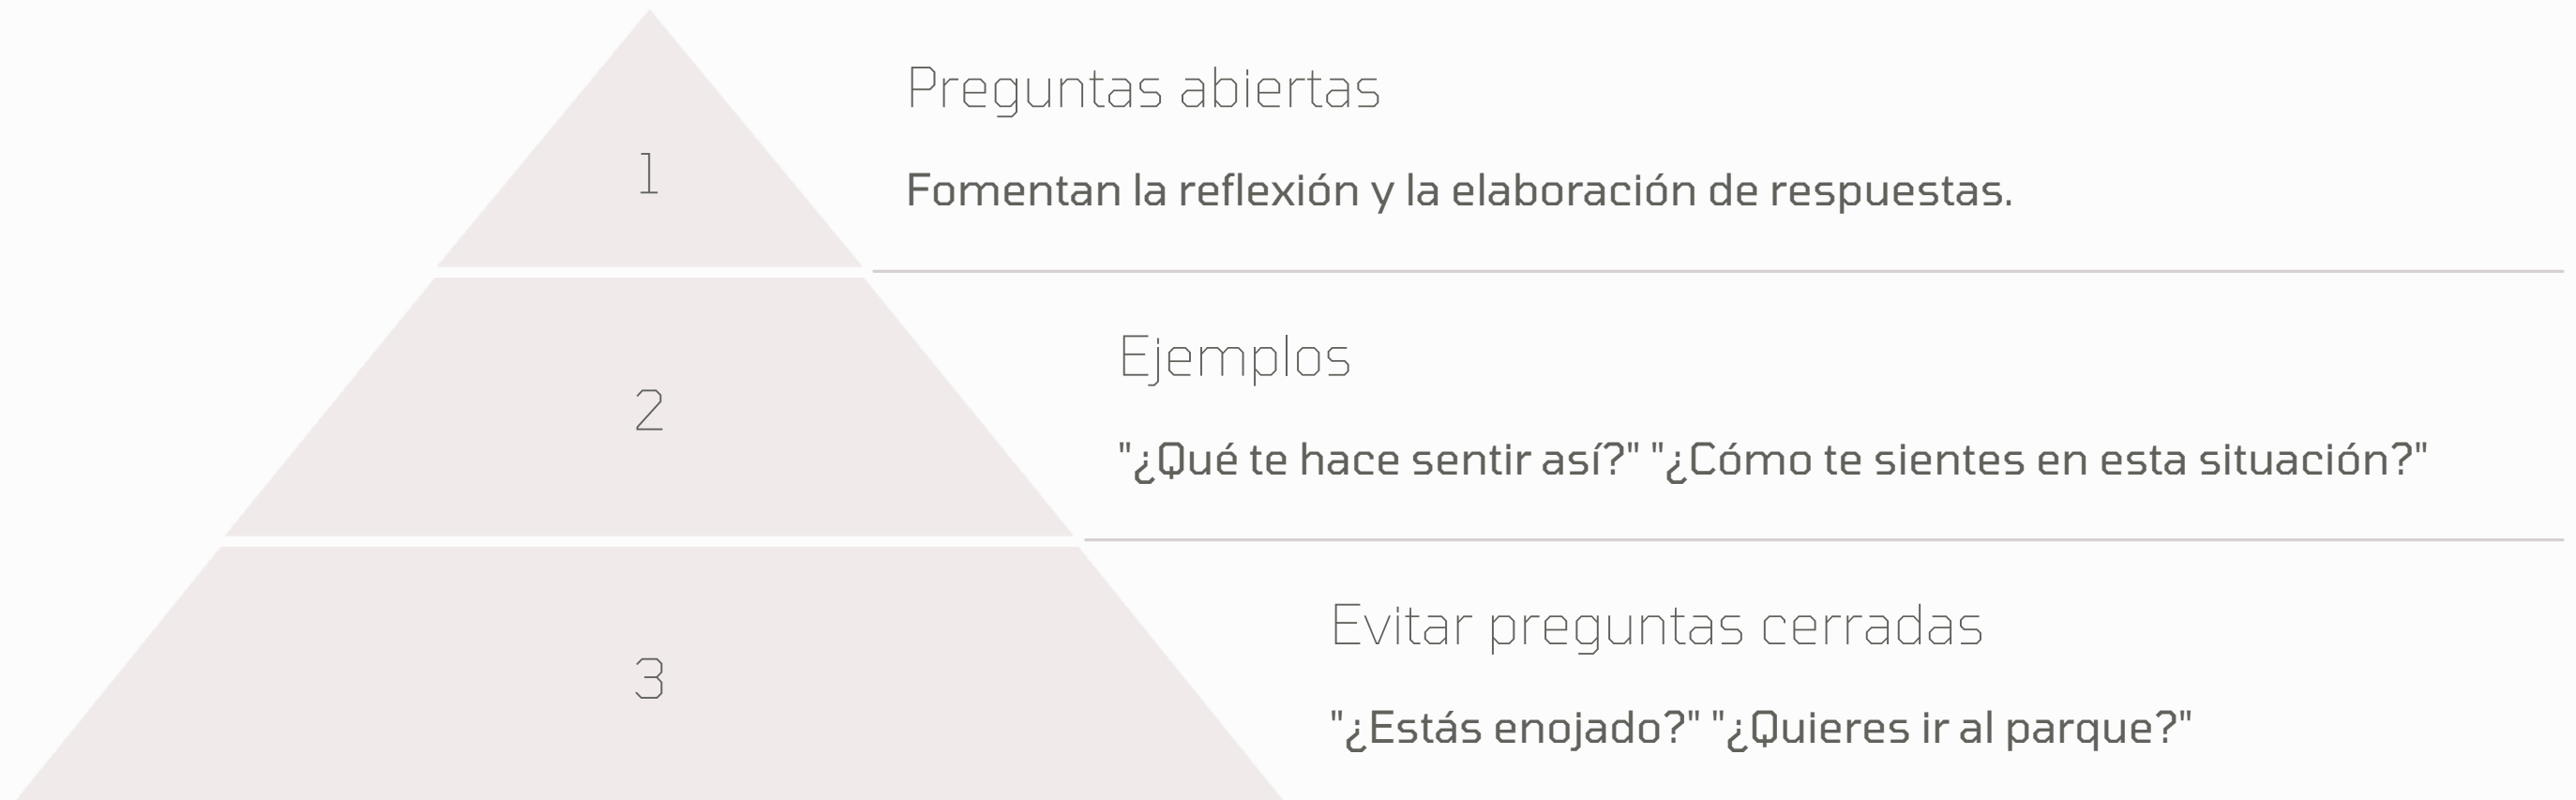 1
Preguntas abiertas
Fomentan la reflexión y la elaboración de respuestas.
2
Ejemplos
"¿Qué te hace sentir así?" "¿Cómo te sientes en esta situación?"
3
Evitar preguntas cerradas
"¿Estás enojado?" "¿Quieres ir al parque?"